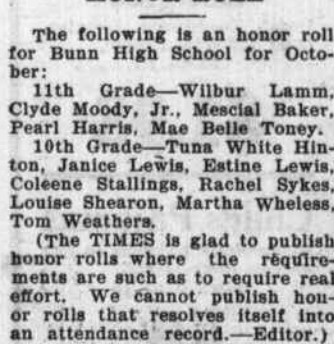 The following is an honor roll
for Bunn High School for Octo-
ber:
11th Grade—Wilbur Lamm,
Clyde Moody, Jr., Mescial Baker,
Pearl Harris, Mae Belle Toney.
10th Grade—Tuna White Hin-
ton, Janice Lewis, Estine Lewis,
Coleene Stallings, Rachel Sykes,
Louise Shearon, Martha Wheless,
Tom Weathers.
(The TIMES is glad to publish
honor rolls where the require-
ments are such as to require real
effort. We cannot publish hon-
or rolls that resolves itself into
an attendance record.—Editor.)